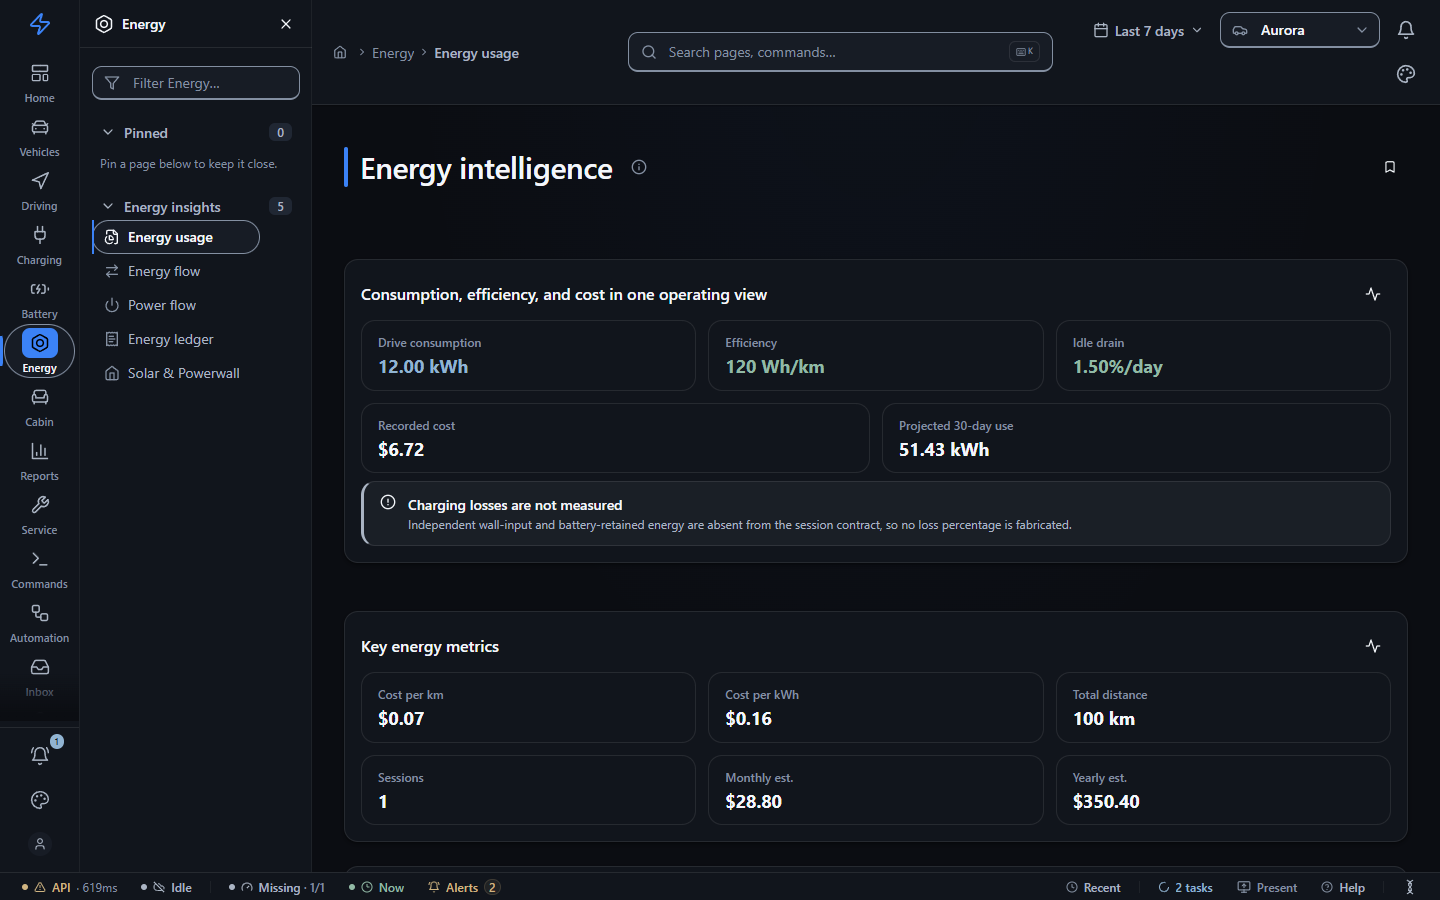 Energy
Home
Vehicles
Driving
Charging
Battery
Energy
Cabin
Reports
Service
Commands
Automation
Inbox
1
Filter Energy...
Pinned
0
Pin a page below to keep it close.
Energy insights
5
Energy usage
Energy flow
Power flow
Energy ledger
Solar & Powerwall
Energy
Energy usage
Search pages, commands...
K
Last 7 days
Aurora
Energy intelligence
Consumption, efficiency, and cost in one operating view
Drive consumption
12.00 kWh
Efficiency
120 Wh/km
Idle drain
1.50%/day
Recorded cost
$6.72
Projected 30-day use
51.43 kWh
Charging losses are not measured
Independent wall-input and battery-retained energy are absent from the session contract, so no loss percentage is fabricated.
Key energy metrics
Cost per km
$0.07
Cost per kWh
$0.16
Total distance
100 km
Sessions
1
Monthly est.
$28.80
Yearly est.
$350.40
API · 619ms
Idle
Missing · 1/1
Now
Alerts 2
Recent
2 tasks
Present
Help